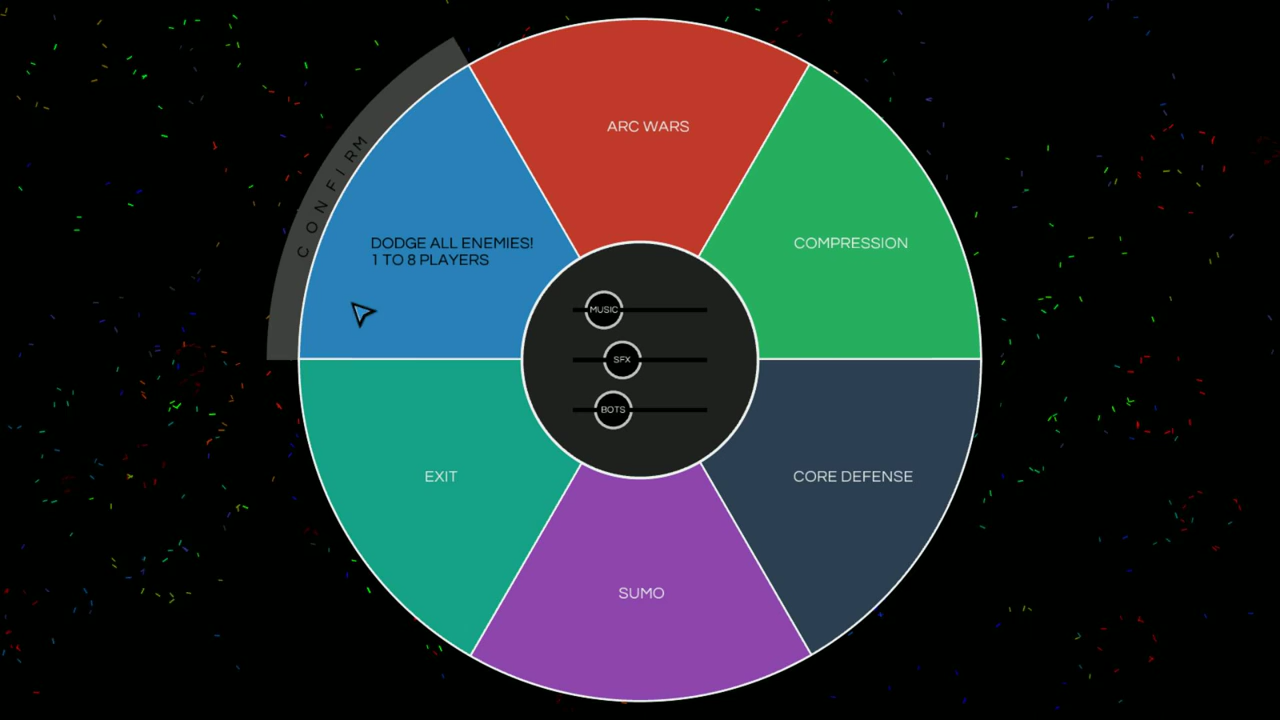 ARC WARS
CONFIRM
DODGE ALL ENEMIES!
1 TO 8 PLAYERS
COMPRESSION
MUSIC
SFX
BOTS
EXIT
CORE DEFENSE
SUMO